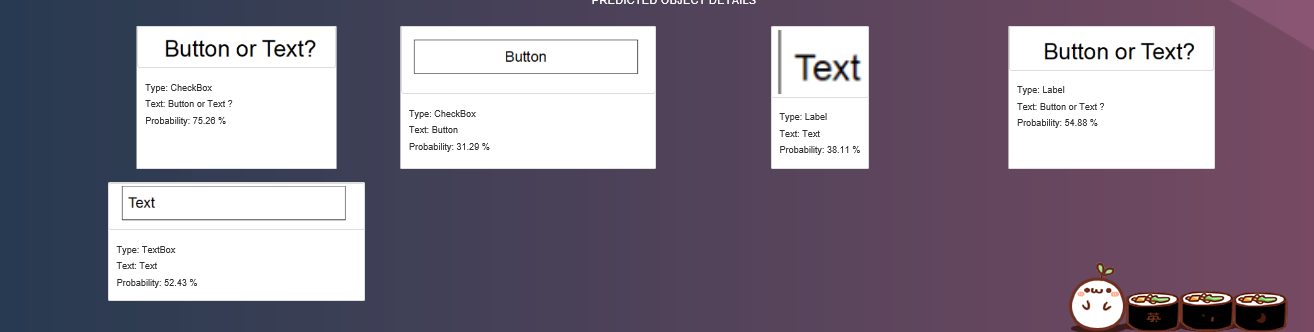 PREDICTED OBJECT DETAILS
Button or Text?
Type: CheckBox
Text: Button or Text ?
Probability: 75.26 %
Button
Type: CheckBox
Text: Button
Probability: 31.29 %
Text
Type: Label
Text: Text
Probability: 38.11 %
Button or Text?
Type: Label
Text: Button or Text ?
Probability: 54.88 %
Text
Type: TextBox
Text: Text
Probability: 52.43 %
英